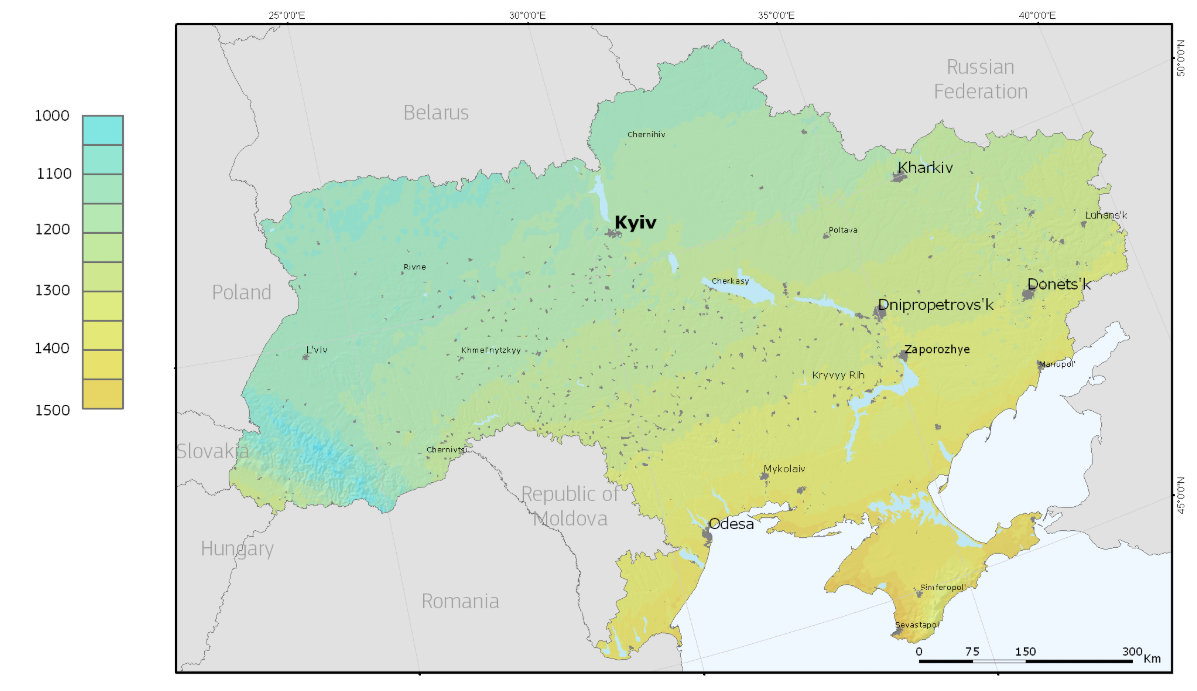 25°0'0"E
30°0'0"E
35°0'0"E
40°0'0"E
50°0'0"N
45°0'0"N
1000
1100
1200
1300
1400
1500
Belarus
Russian
Federation
Chernihiv
Kharkiv
Kyiv
Luhans'k
Poltava
Rivne
Poland
Cherkasy
Donets'k
Dnipropetrovs'k
L'viv
Khmel'nytzkyy
Zaporozhye
Mariupol'
Kryvyy Rih
Slovakia
Chernivtsi
Mykolaiv
Republic of
Moldova
Odesa
Hungary
Romania
Simferopol'
Sevastapol'
0 75 150 300
Km